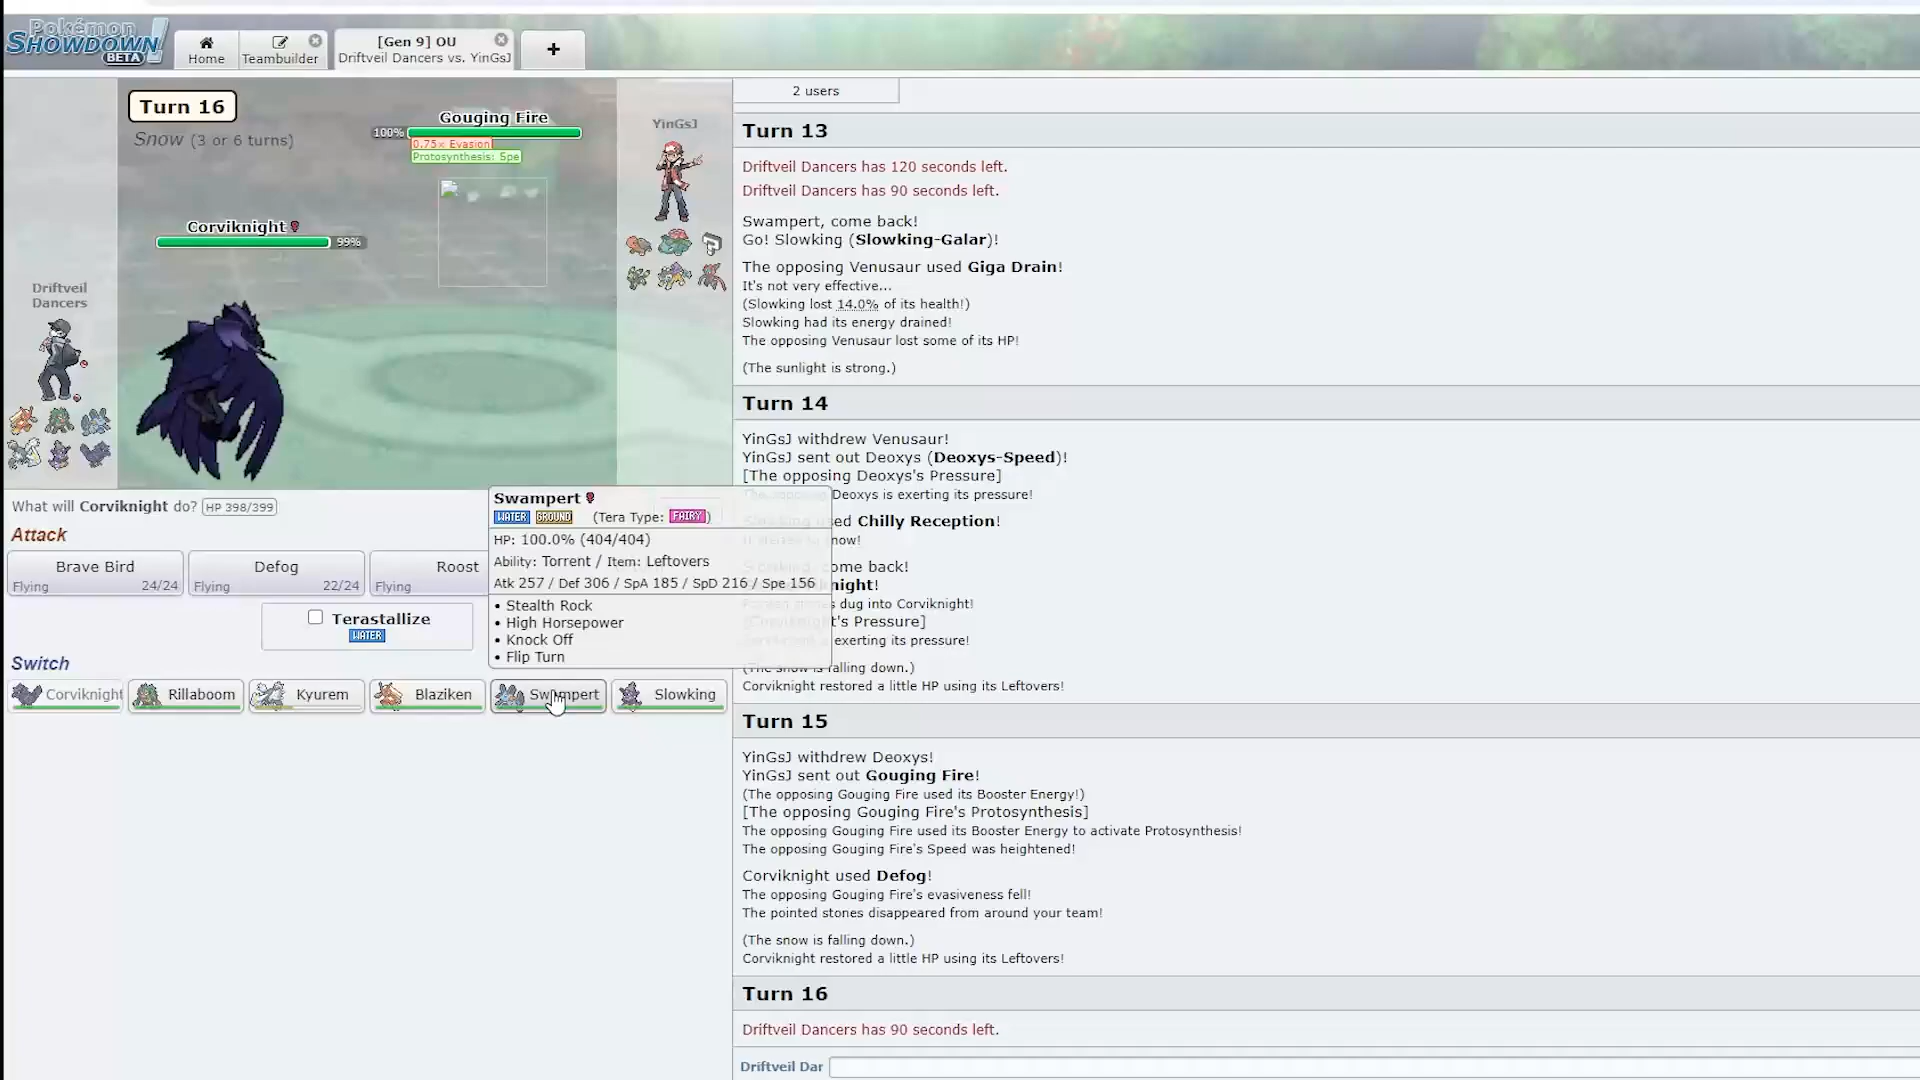 Pokémon
SHOWDOWN!
BETA
Home
Teambuilder
[Gen 9] OU
Driftveil Dancers vs. YinGsJ
+
Turn 16
Snow (3 or 6 turns)
Gouging Fire
100%
0.75× Evasion
Protosynthesis: Spe
YinGsJ
Corviknight
99%
Driftveil
Dancers
What will Corviknight do? HP 398/399
Attack
Brave Bird
Flying 24/24
Defog
Flying 22/24
Roost
Flying
Terastallize
WATER
Switch
Corviknight
Rillaboom
Kyurem
Blaziken
Swampert
Slowking
Swampert
WATER GROUND (Tera Type: FAIRY)
HP: 100.0% (404/404)
Ability: Torrent / Item: Leftovers
Atk 257 / Def 306 / SpA 185 / SpD 216 / Spe 156
• Stealth Rock
• High Horsepower
• Knock Off
• Flip Turn
2 users
Turn 13
Driftveil Dancers has 120 seconds left.
Driftveil Dancers has 90 seconds left.
Swampert, come back!
Go! Slowking (Slowking-Galar)!
The opposing Venusaur used Giga Drain!
It's not very effective...
(Slowking lost 14.0% of its health!)
Slowking had its energy drained!
The opposing Venusaur lost some of its HP!
(The sunlight is strong.)
Turn 14
YinGsJ withdrew Venusaur!
YinGsJ sent out Deoxys (Deoxys-Speed)!
[The opposing Deoxys's Pressure]
The opposing Deoxys is exerting its pressure!
Slowking used Chilly Reception!
now!
come back!
night!
dug into Corviknight!
[Corviknight's Pressure]
exerting its pressure!
(The snow is falling down.)
Corviknight restored a little HP using its Leftovers!
Turn 15
YinGsJ withdrew Deoxys!
YinGsJ sent out Gouging Fire!
(The opposing Gouging Fire used its Booster Energy!)
[The opposing Gouging Fire's Protosynthesis]
The opposing Gouging Fire used its Booster Energy to activate Protosynthesis!
The opposing Gouging Fire's Speed was heightened!
Corviknight used Defog!
The opposing Gouging Fire's evasiveness fell!
The pointed stones disappeared from around your team!
(The snow is falling down.)
Corviknight restored a little HP using its Leftovers!
Turn 16
Driftveil Dancers has 90 seconds left.
Driftveil Dar